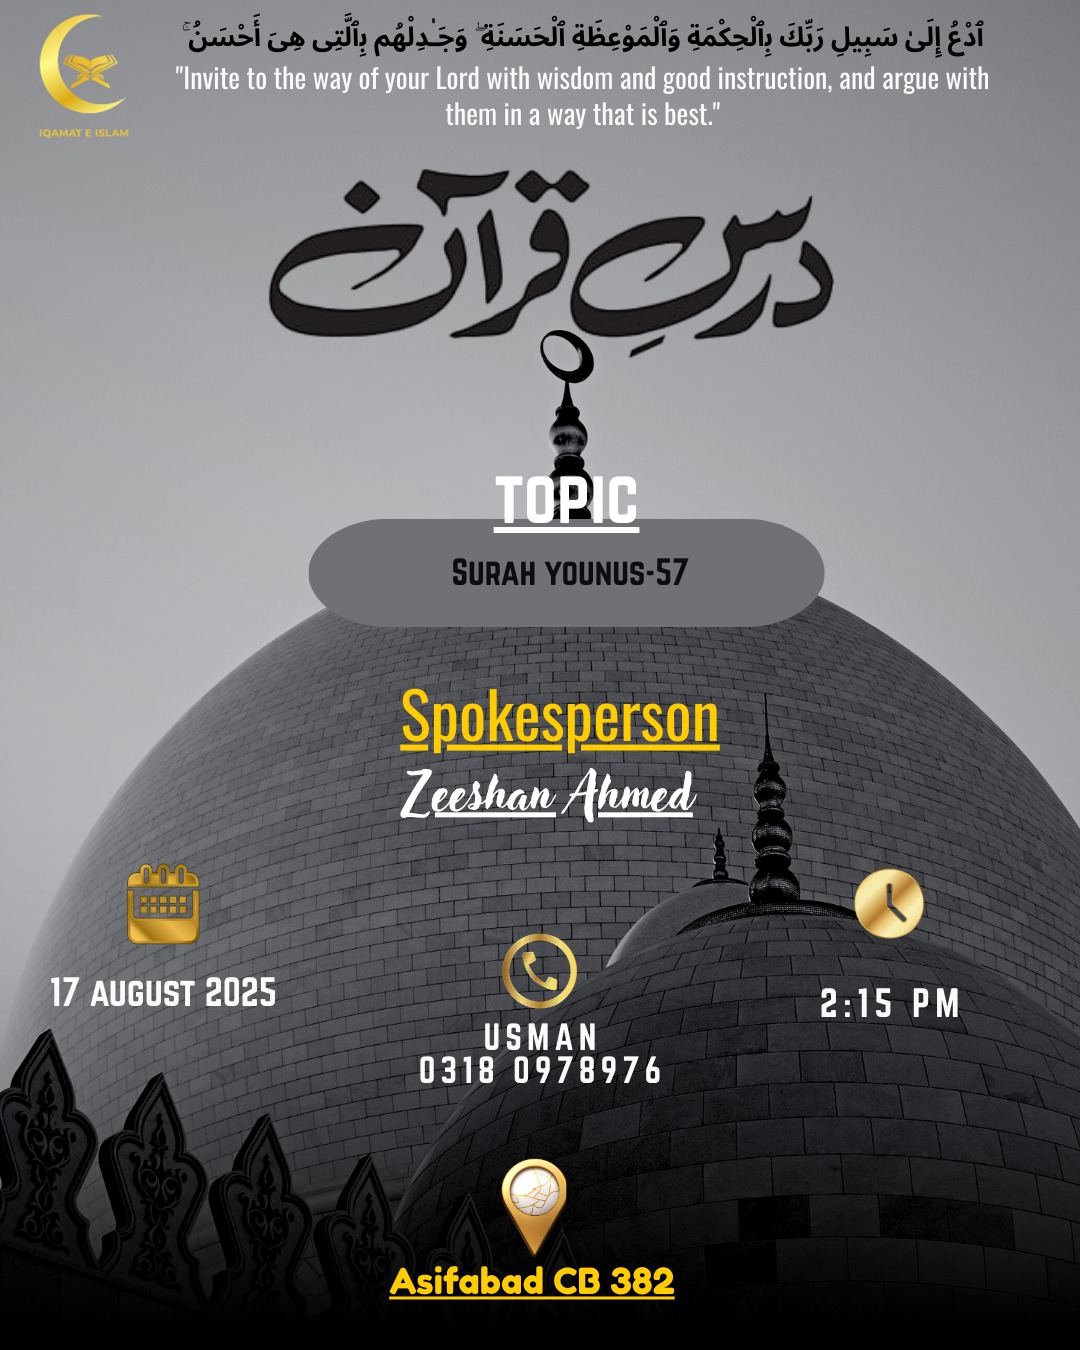 ٱدْعُ إِلَىٰ سَبِيلِ رَبِّكَ بِٱلْحِكْمَةِ وَٱلْمَوْعِظَةِ ٱلْحَسَنَةِ ۖ وَجَـٰدِلْهُم بِٱلَّتِى هِىَ أَحْسَنُ ۚ
"Invite to the way of your Lord with wisdom and good instruction, and argue with
them in a way that is best."
IQAMAT E ISLAM
درسِ قرآن
TOPIC
Surah younus-57
Spokesperson
Zeeshan Ahmed
17 AUGUST 2025
2:15 PM
USMAN
0318 0978976
Asifabad CB 382